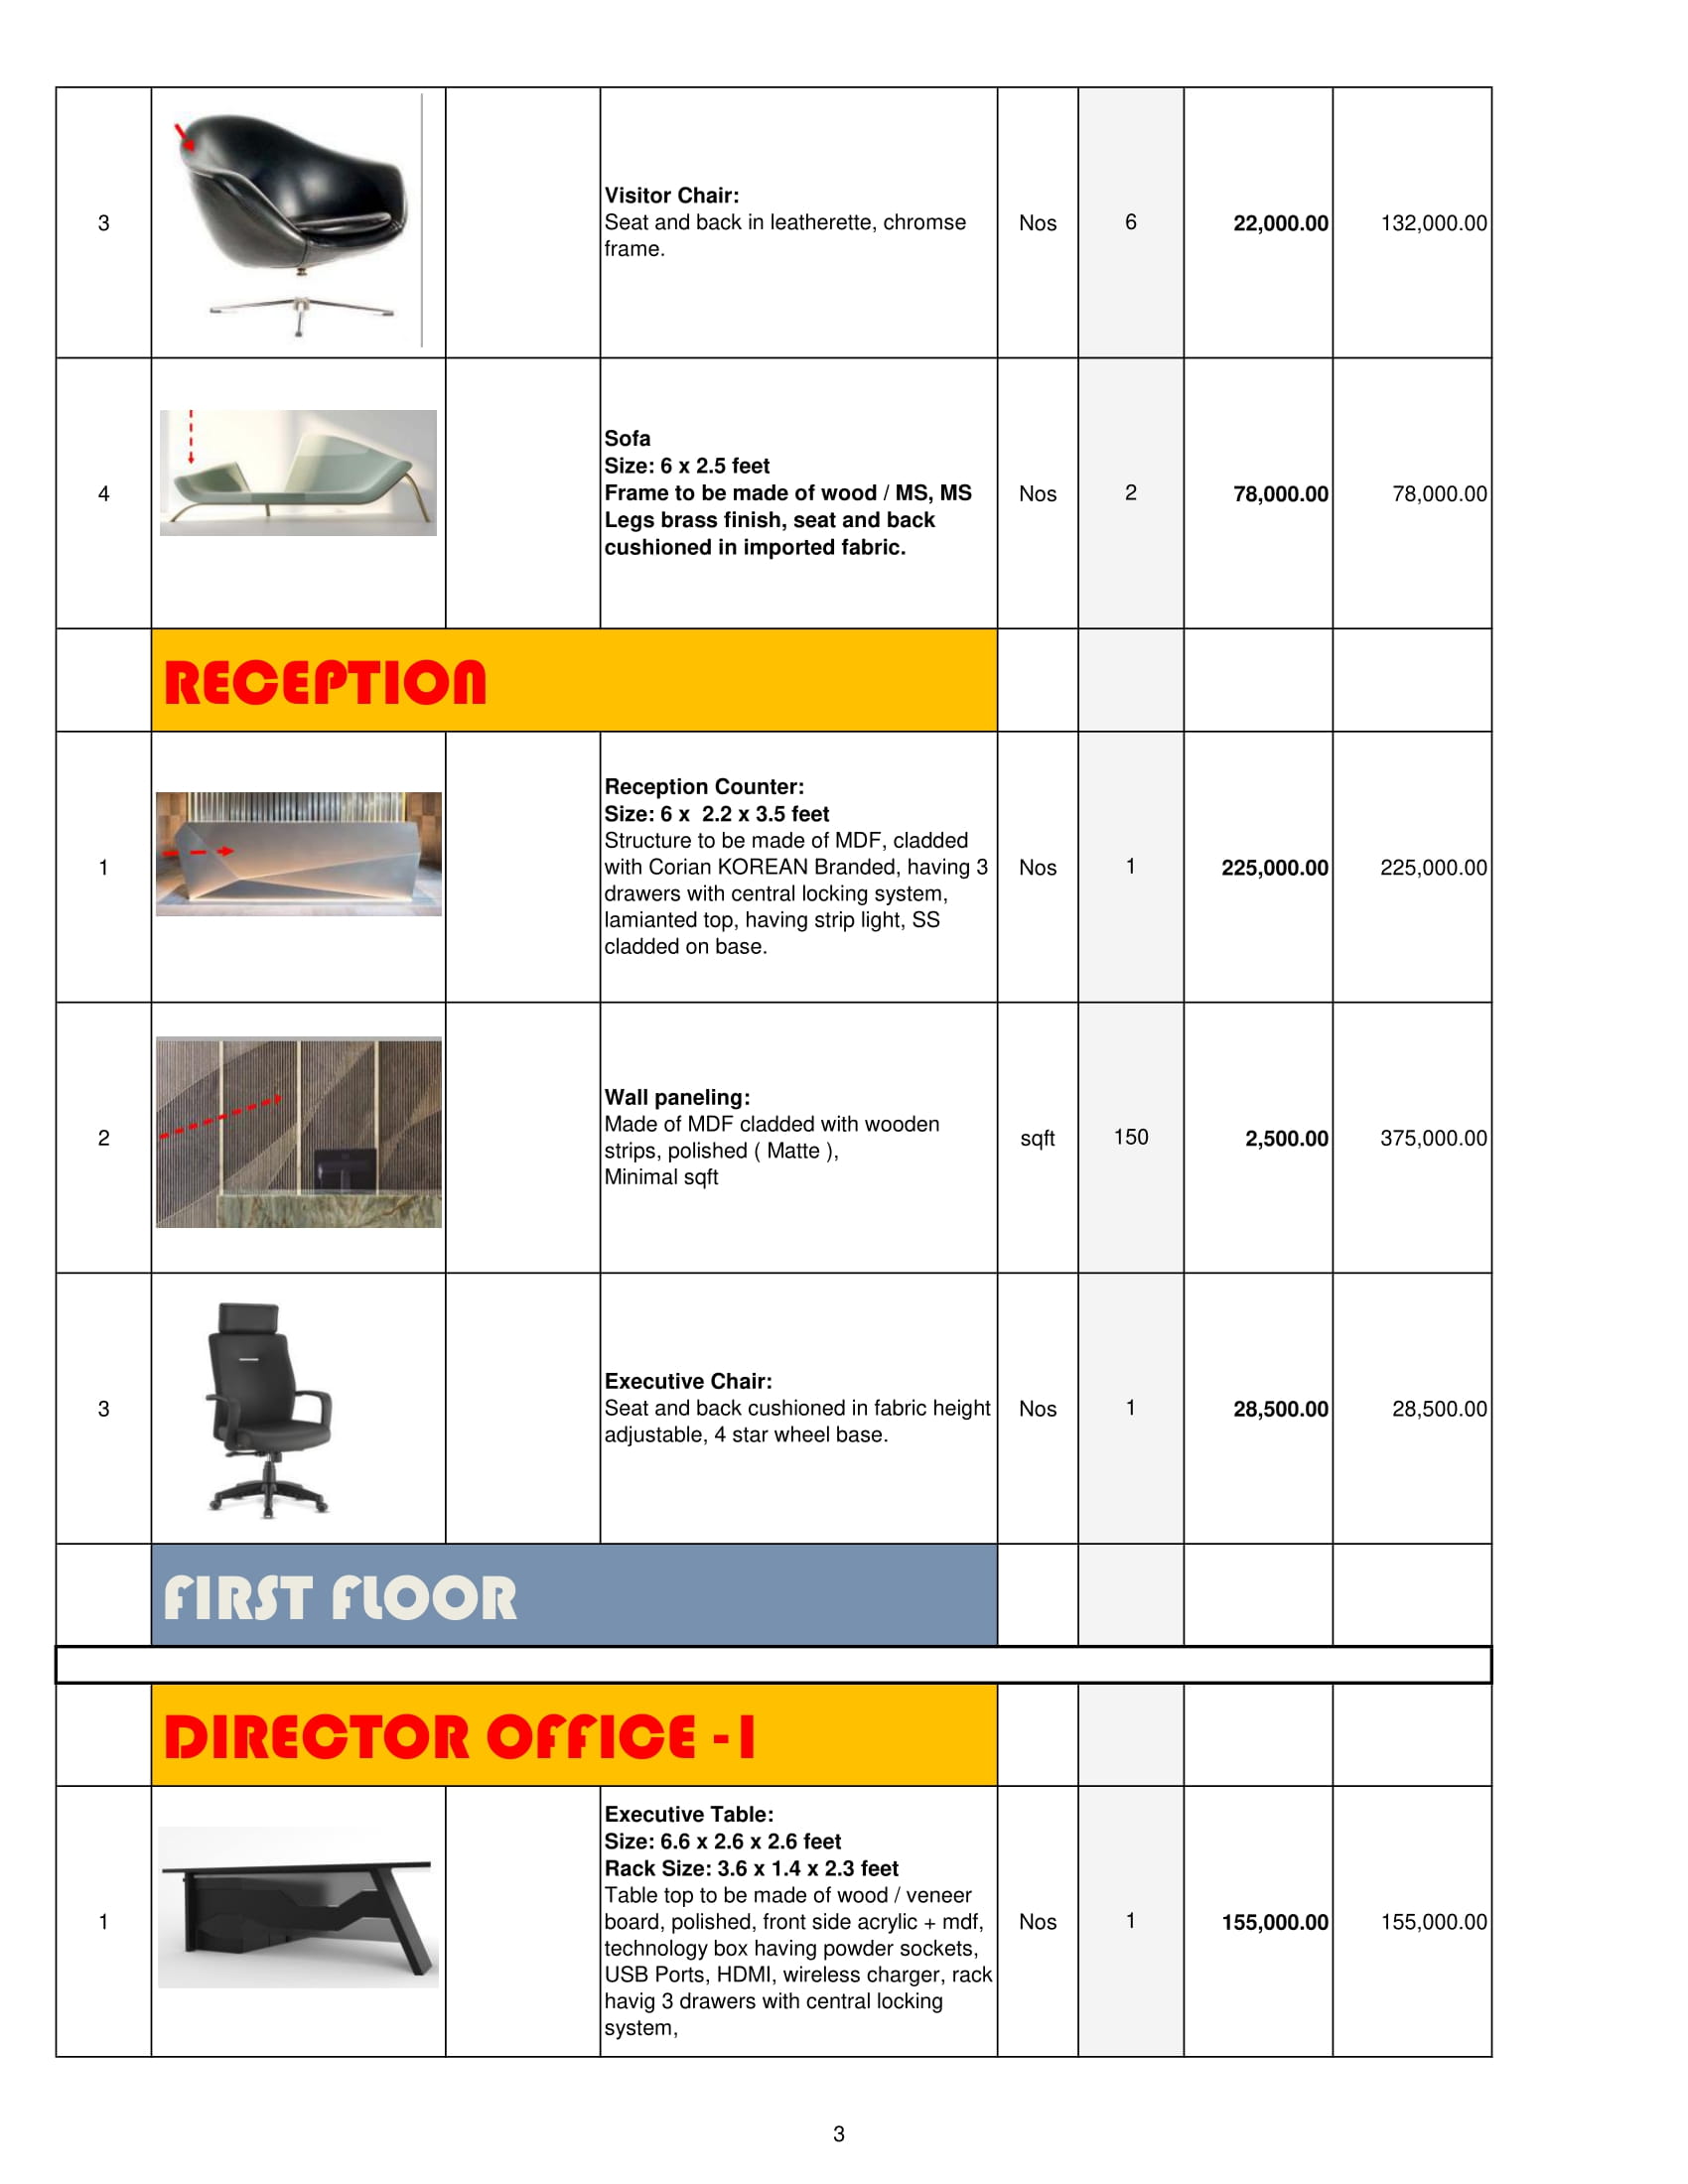 3
Visitor Chair:
Seat and back in leatherette, chromse
frame.
Nos
6
22,000.00
132,000.00
4
Sofa
Size: 6 x 2.5 feet
Frame to be made of wood / MS, MS
Legs brass finish, seat and back
cushioned in imported fabric.
Nos
2
78,000.00
78,000.00
RECEPTION
1
Reception Counter:
Size: 6 x  2.2 x 3.5 feet
Structure to be made of MDF, cladded
with Corian KOREAN Branded, having 3
drawers with central locking system,
lamianted top, having strip light, SS
cladded on base.
Nos
1
225,000.00
225,000.00
2
Wall paneling:
Made of MDF cladded with wooden
strips, polished ( Matte ),
Minimal sqft
sqft
150
2,500.00
375,000.00
3
Executive Chair:
Seat and back cushioned in fabric height
adjustable, 4 star wheel base.
Nos
1
28,500.00
28,500.00
FIRST FLOOR
DIRECTOR OFFICE -1
1
Executive Table:
Size: 6.6 x 2.6 x 2.6 feet
Rack Size: 3.6 x 1.4 x 2.3 feet
Table top to be made of wood / veneer
board, polished, front side acrylic + mdf,
technology box having powder sockets,
USB Ports, HDMI, wireless charger, rack
havig 3 drawers with central locking
system,
Nos
1
155,000.00
155,000.00
3